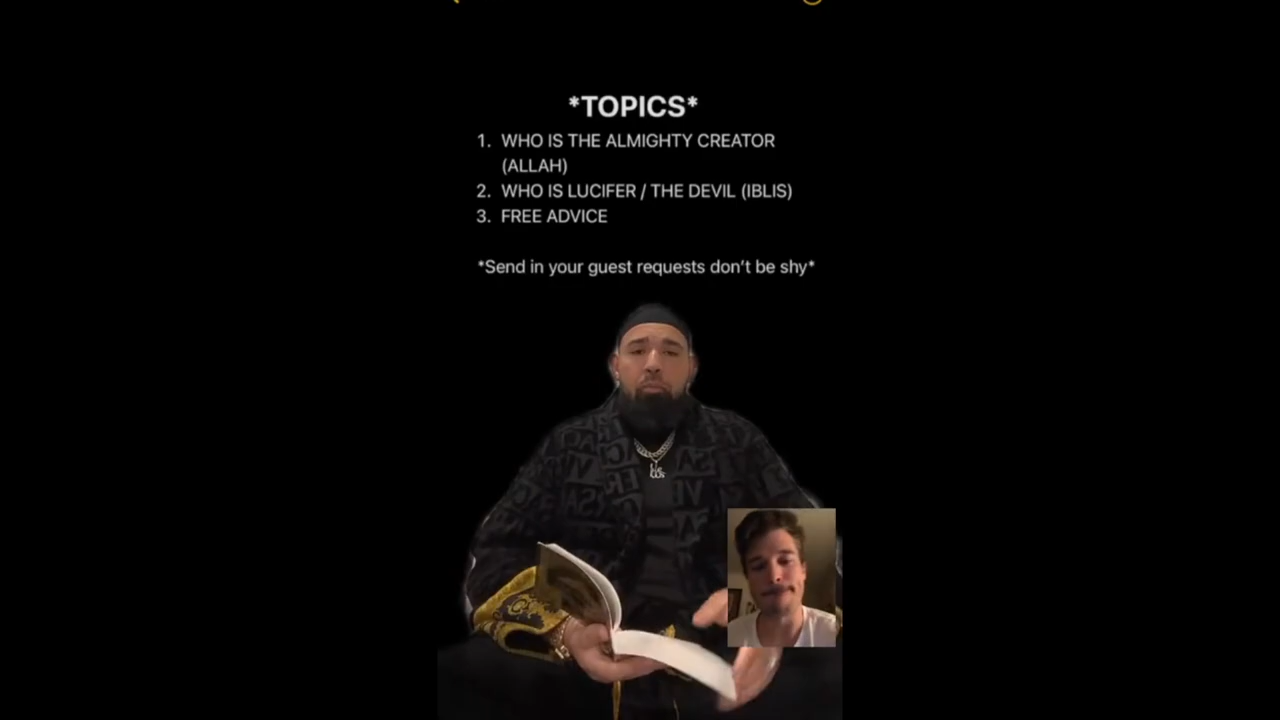 *TOPICS*
1. WHO IS THE ALMIGHTY CREATOR
(ALLAH)
2. WHO IS LUCIFER / THE DEVIL (IBLIS)
3. FREE ADVICE
*Send in your guest requests don't be shy*